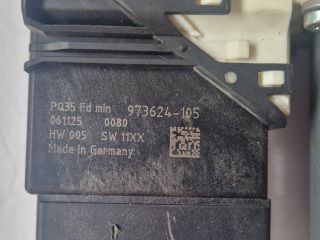 PQ35 Fd min 973624-105
061125 0080
HW 005 SW 11XX
Made in Germany